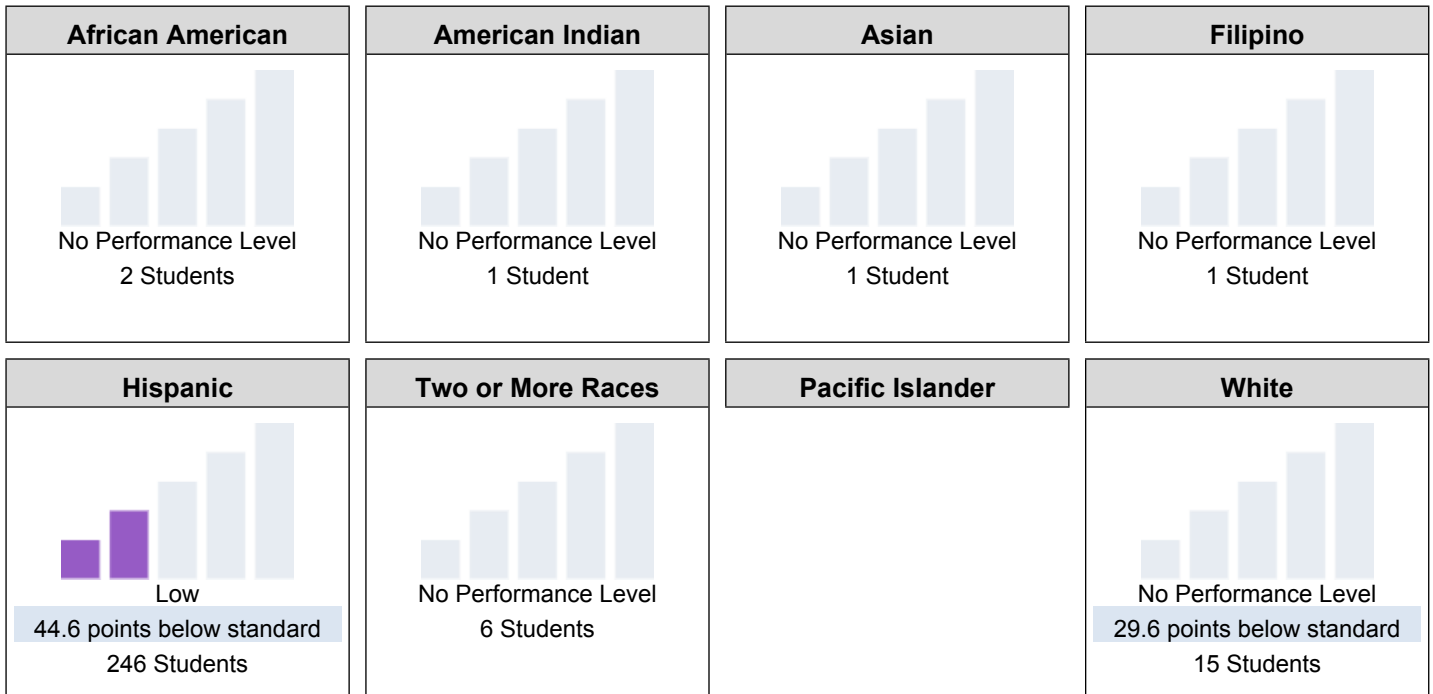 African American
No Performance Level
2 Students
American Indian
No Performance Level
1 Student
Asian
No Performance Level
1 Student
Filipino
No Performance Level
1 Student
Hispanic
Low
44.6 points below standard
246 Students
Two or More Races
No Performance Level
6 Students
Pacific Islander
White
No Performance Level
29.6 points below standard
15 Students